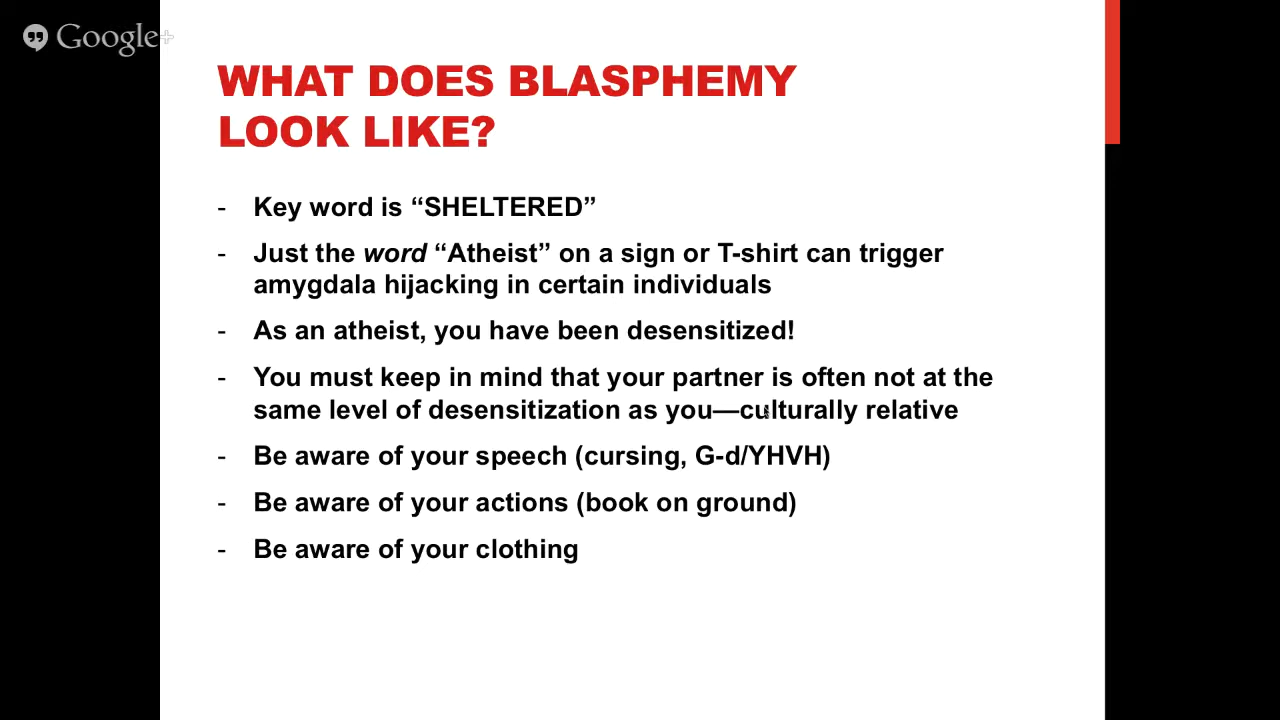 Google+
WHAT DOES BLASPHEMY
LOOK LIKE?
- Key word is “SHELTERED”
- Just the word “Atheist” on a sign or T-shirt can trigger
amygdala hijacking in certain individuals
- As an atheist, you have been desensitized!
- You must keep in mind that your partner is often not at the
same level of desensitization as you—culturally relative
- Be aware of your speech (cursing, G-d/YHVH)
- Be aware of your actions (book on ground)
- Be aware of your clothing